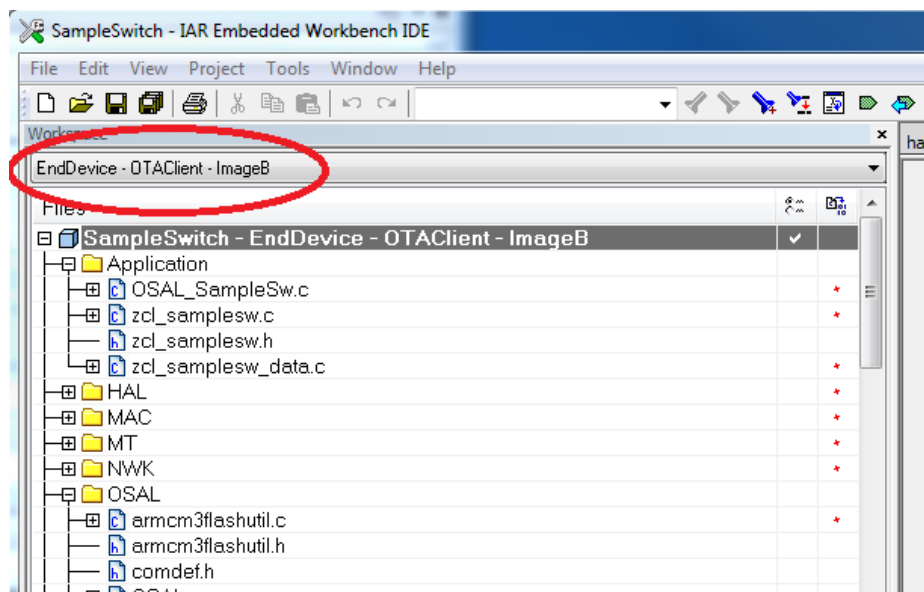 SampleSwitch - IAR Embedded Workbench IDE
File Edit View Project Tools Window Help
Workspace
ha
EndDevice - OTAClient - ImageB
Files
SampleSwitch - EndDevice - OTAClient - ImageB
Application
OSAL_SampleSw.c
zcl_samplesw.c
zcl_samplesw.h
zcl_samplesw_data.c
HAL
MAC
MT
NWK
OSAL
armcm3flashutil.c
armcm3flashutil.h
comdef.h